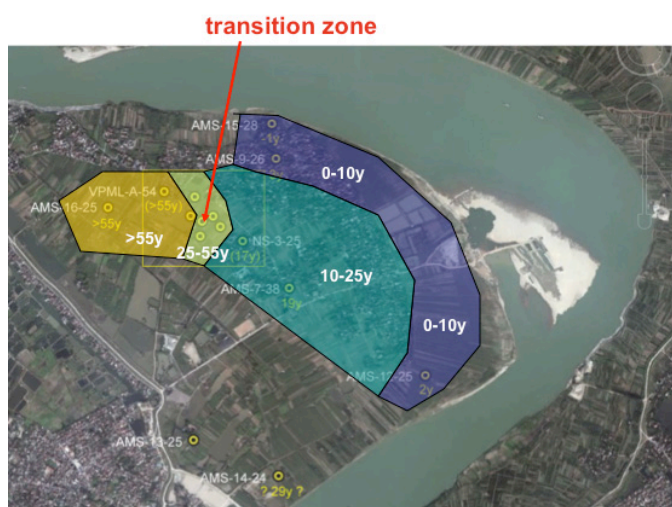 transition zone
AMS-15-28
1y
AMS-9-26
0-10y
VPML-A-54
(>55y)
AMS-16-25
>55y
>55y
25-55y
NS-3-25
(17y)
10-25y
AMS-7-38
19y
0-10y
AMS-12-25
2y
AMS-13-25
AMS-14-24
? 29y ?